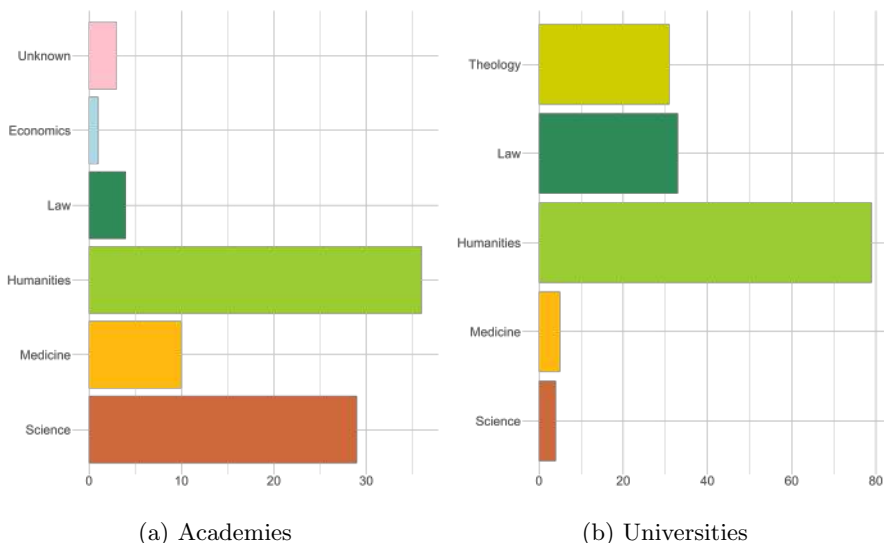 Unknown
Economics
Law
Humanities
Medicine
Science
0 10 20 30
(a) Academies
Theology
Law
Humanities
Medicine
Science
0 20 40 60 80
(b) Universities